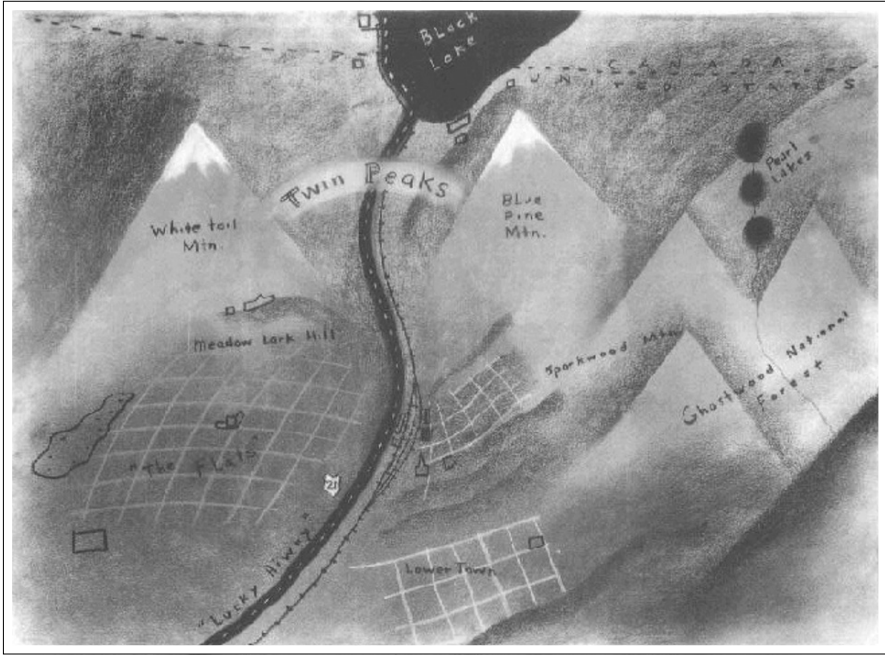 Black
Lake
CANADA
UNITED STATES
Twin Peaks
Pearl
Lakes
White tail
Mtn.
Blue
Pine
Mtn.
Meadow Lark Hill
Sparkwood Mtn.
Ghostwood National
Forest
"The Flats"
21
"Lucky Hiwey"
Lower Town